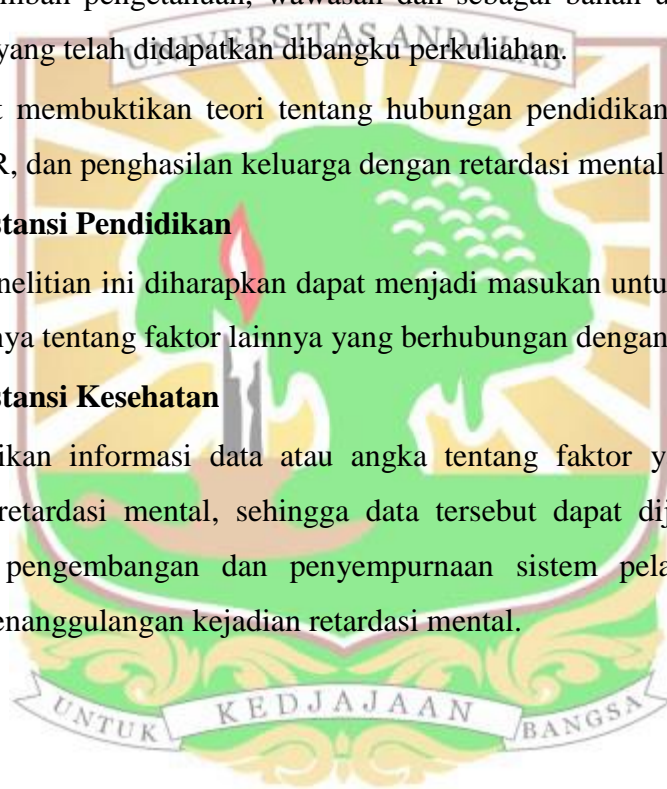 pengetahuan, wawasan dan sebagai bahan
yang telah didapatkan dibangku perkuliahan.
UNIVERSITAS ANDALAS
membuktikan teori tentang hubungan pendidikan
R, dan penghasilan keluarga dengan retardasi mental
stansi Pendidikan
nelitian ini diharapkan dapat menjadi masukan untu
nya tentang faktor lainnya yang berhubungan dengan
stansi Kesehatan
ikan informasi data atau angka tentang faktor y
retardasi mental, sehingga data tersebut dapat dij
pengembangan dan penyempurnaan sistem pela
enanggulangan kejadian retardasi mental.
UNTUK KEDJAJAAN BANGSA